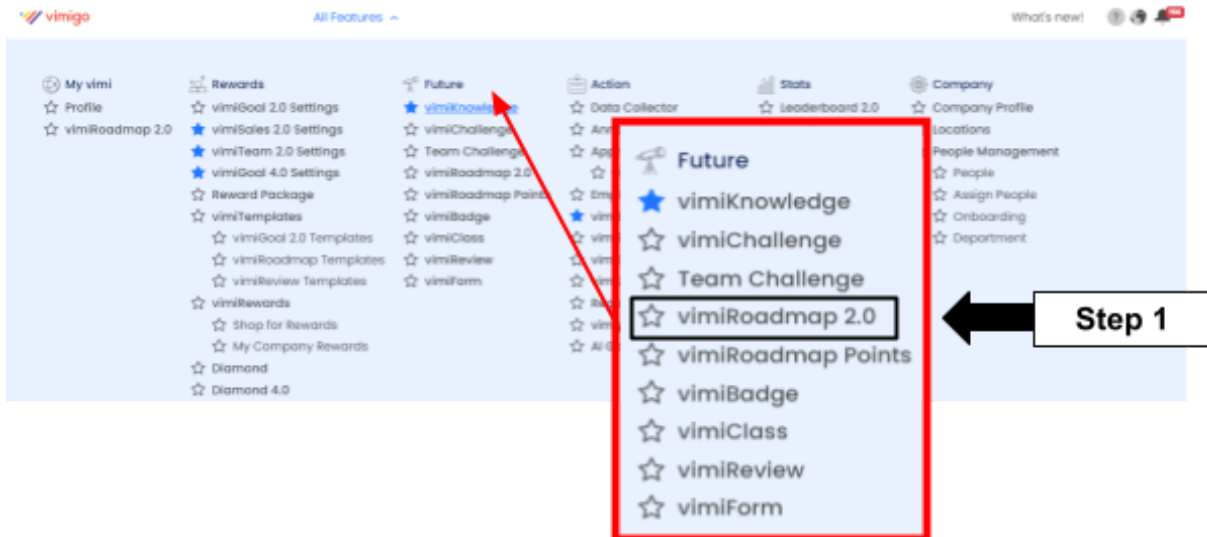 vimigo
All Features
What's new!
My vimi
Profile
vimiRoadmap 2.0
Rewards
vimiGoal 2.0 Settings
vimiSales 2.0 Settings
vimiTeam 2.0 Settings
vimiGoal 4.0 Settings
Reward Package
vimiTemplates
vimiGoal 2.0 Templates
vimiRoadmap Templates
vimiReview Templates
vimiRewards
Shop for Rewards
My Company Rewards
Diamond
Diamond 4.0
Future
vimiKnowledge
vimiChallenge
Team Challenge
vimiRoadmap 2.0
vimiRoadmap Points
vimiBadge
vimiClass
vimiReview
vimiForm
Action
Data Collector
Stats
Leaderboard 2.0
Company
Company Profile
Locations
People Management
People
Assign People
Onboarding
Department
Future
vimiKnowledge
vimiChallenge
Team Challenge
vimiRoadmap 2.0
vimiRoadmap Points
vimiBadge
vimiClass
vimiReview
vimiForm
Step 1